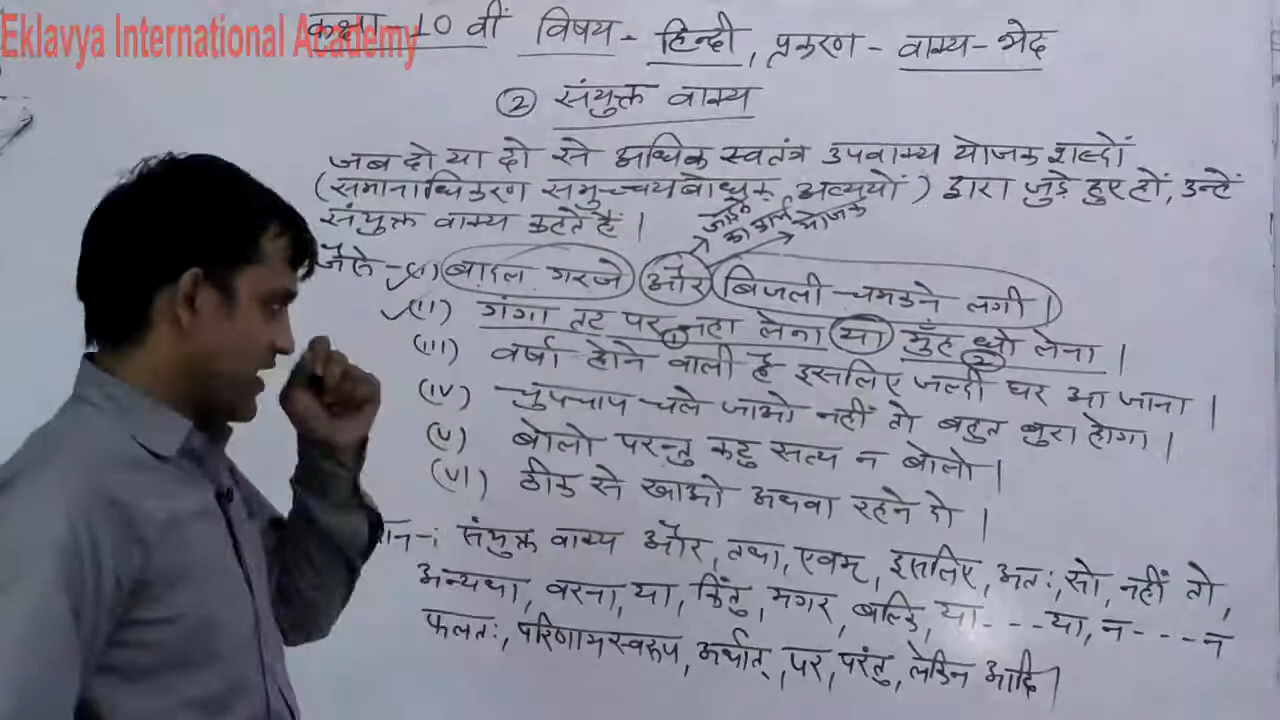 Eklavya International Academy
कक्षा-10 वीं विषय - हिन्दी, प्रकरण - वाक्य-भेद
② संयुक्त वाक्य
जब दो या दो से अधिक स्वतंत्र उपवाक्य योजक शब्दों
(समानाधिकरण समुच्चयबोधक अव्ययों) द्वारा जुड़े हुए हों, उन्हें
संयुक्त वाक्य कहते हैं।
जोड़ने का कार्य योजक
जैसे - (i) बादल गरजे और बिजली चमकने लगी।
(ii) गंगा तट पर नहा लेना या मुँह धो लेना।
① ②
(iii) वर्षा होने वाली है इसलिए जल्दी घर आ जाना।
(iv) चुपचाप चले जाओ नहीं तो बहुत बुरा होगा।
(v) बोलो परन्तु कटु सत्य न बोलो।
(vi) ठीक से खाओ अथवा रहने दो।
संयुक्त वाक्य और, तथा, एवम्, इसलिए, अतः, सो, नहीं तो,
अन्यथा, वरना, या, किंतु, मगर, बल्कि, या---या, न---न
फलतः, परिणामस्वरूप, अर्थात्, पर, परंतु, लेकिन आदि।